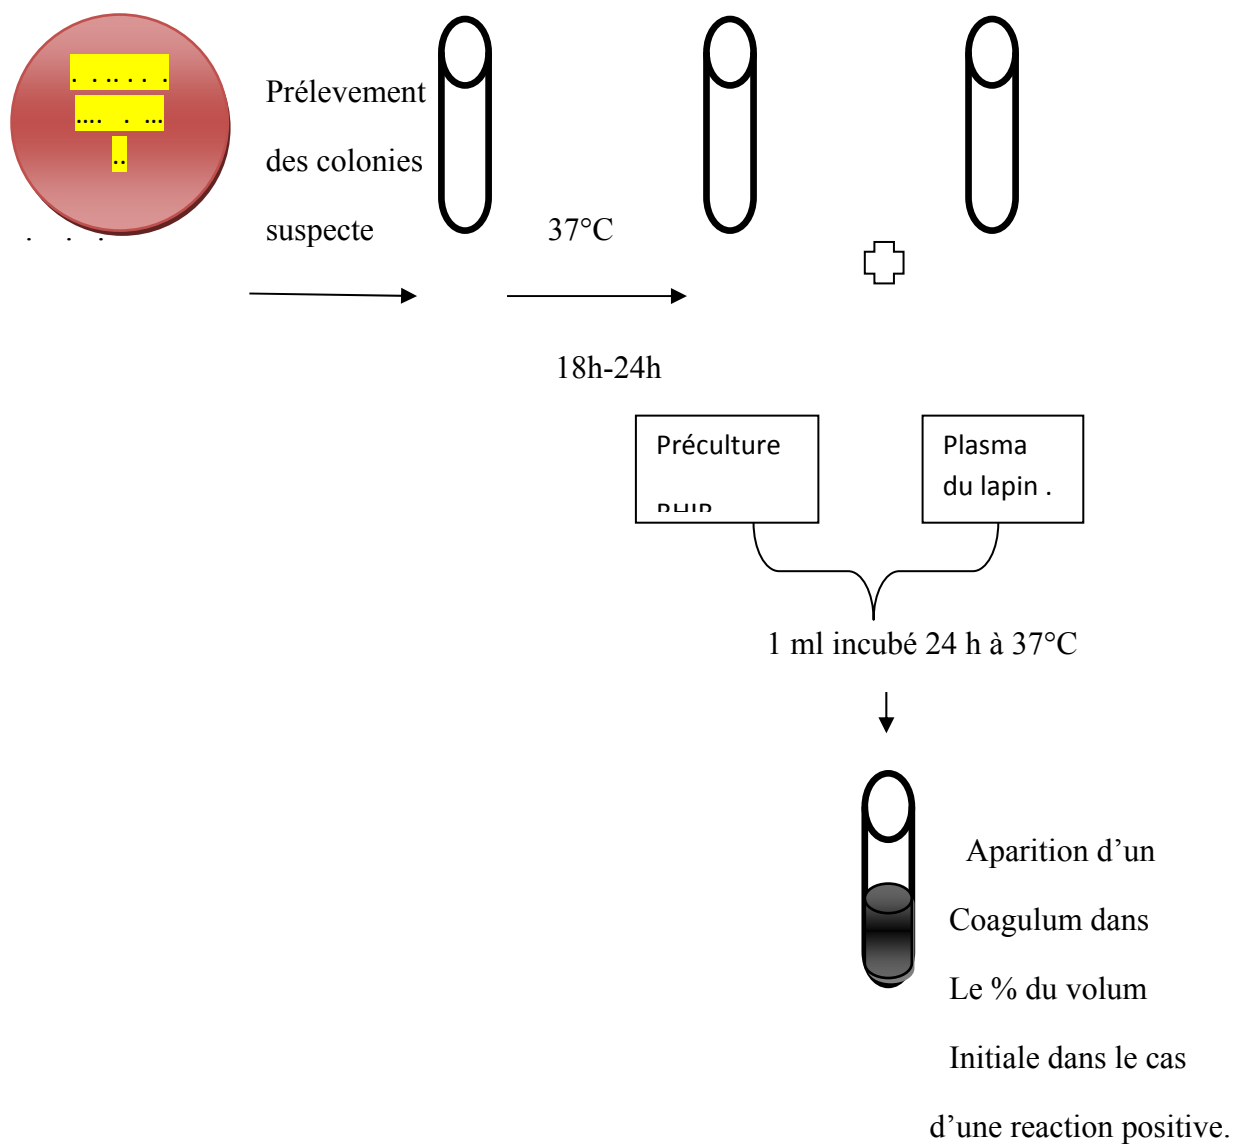 Prélevement
des colonies
suspecte
37°C
18h-24h
Préculture
Plasma
du lapin .
1 ml incubé 24 h à 37°C
Aparition d’un
Coagulum dans
Le % du volum
Initiale dans le cas
d’une reaction positive.